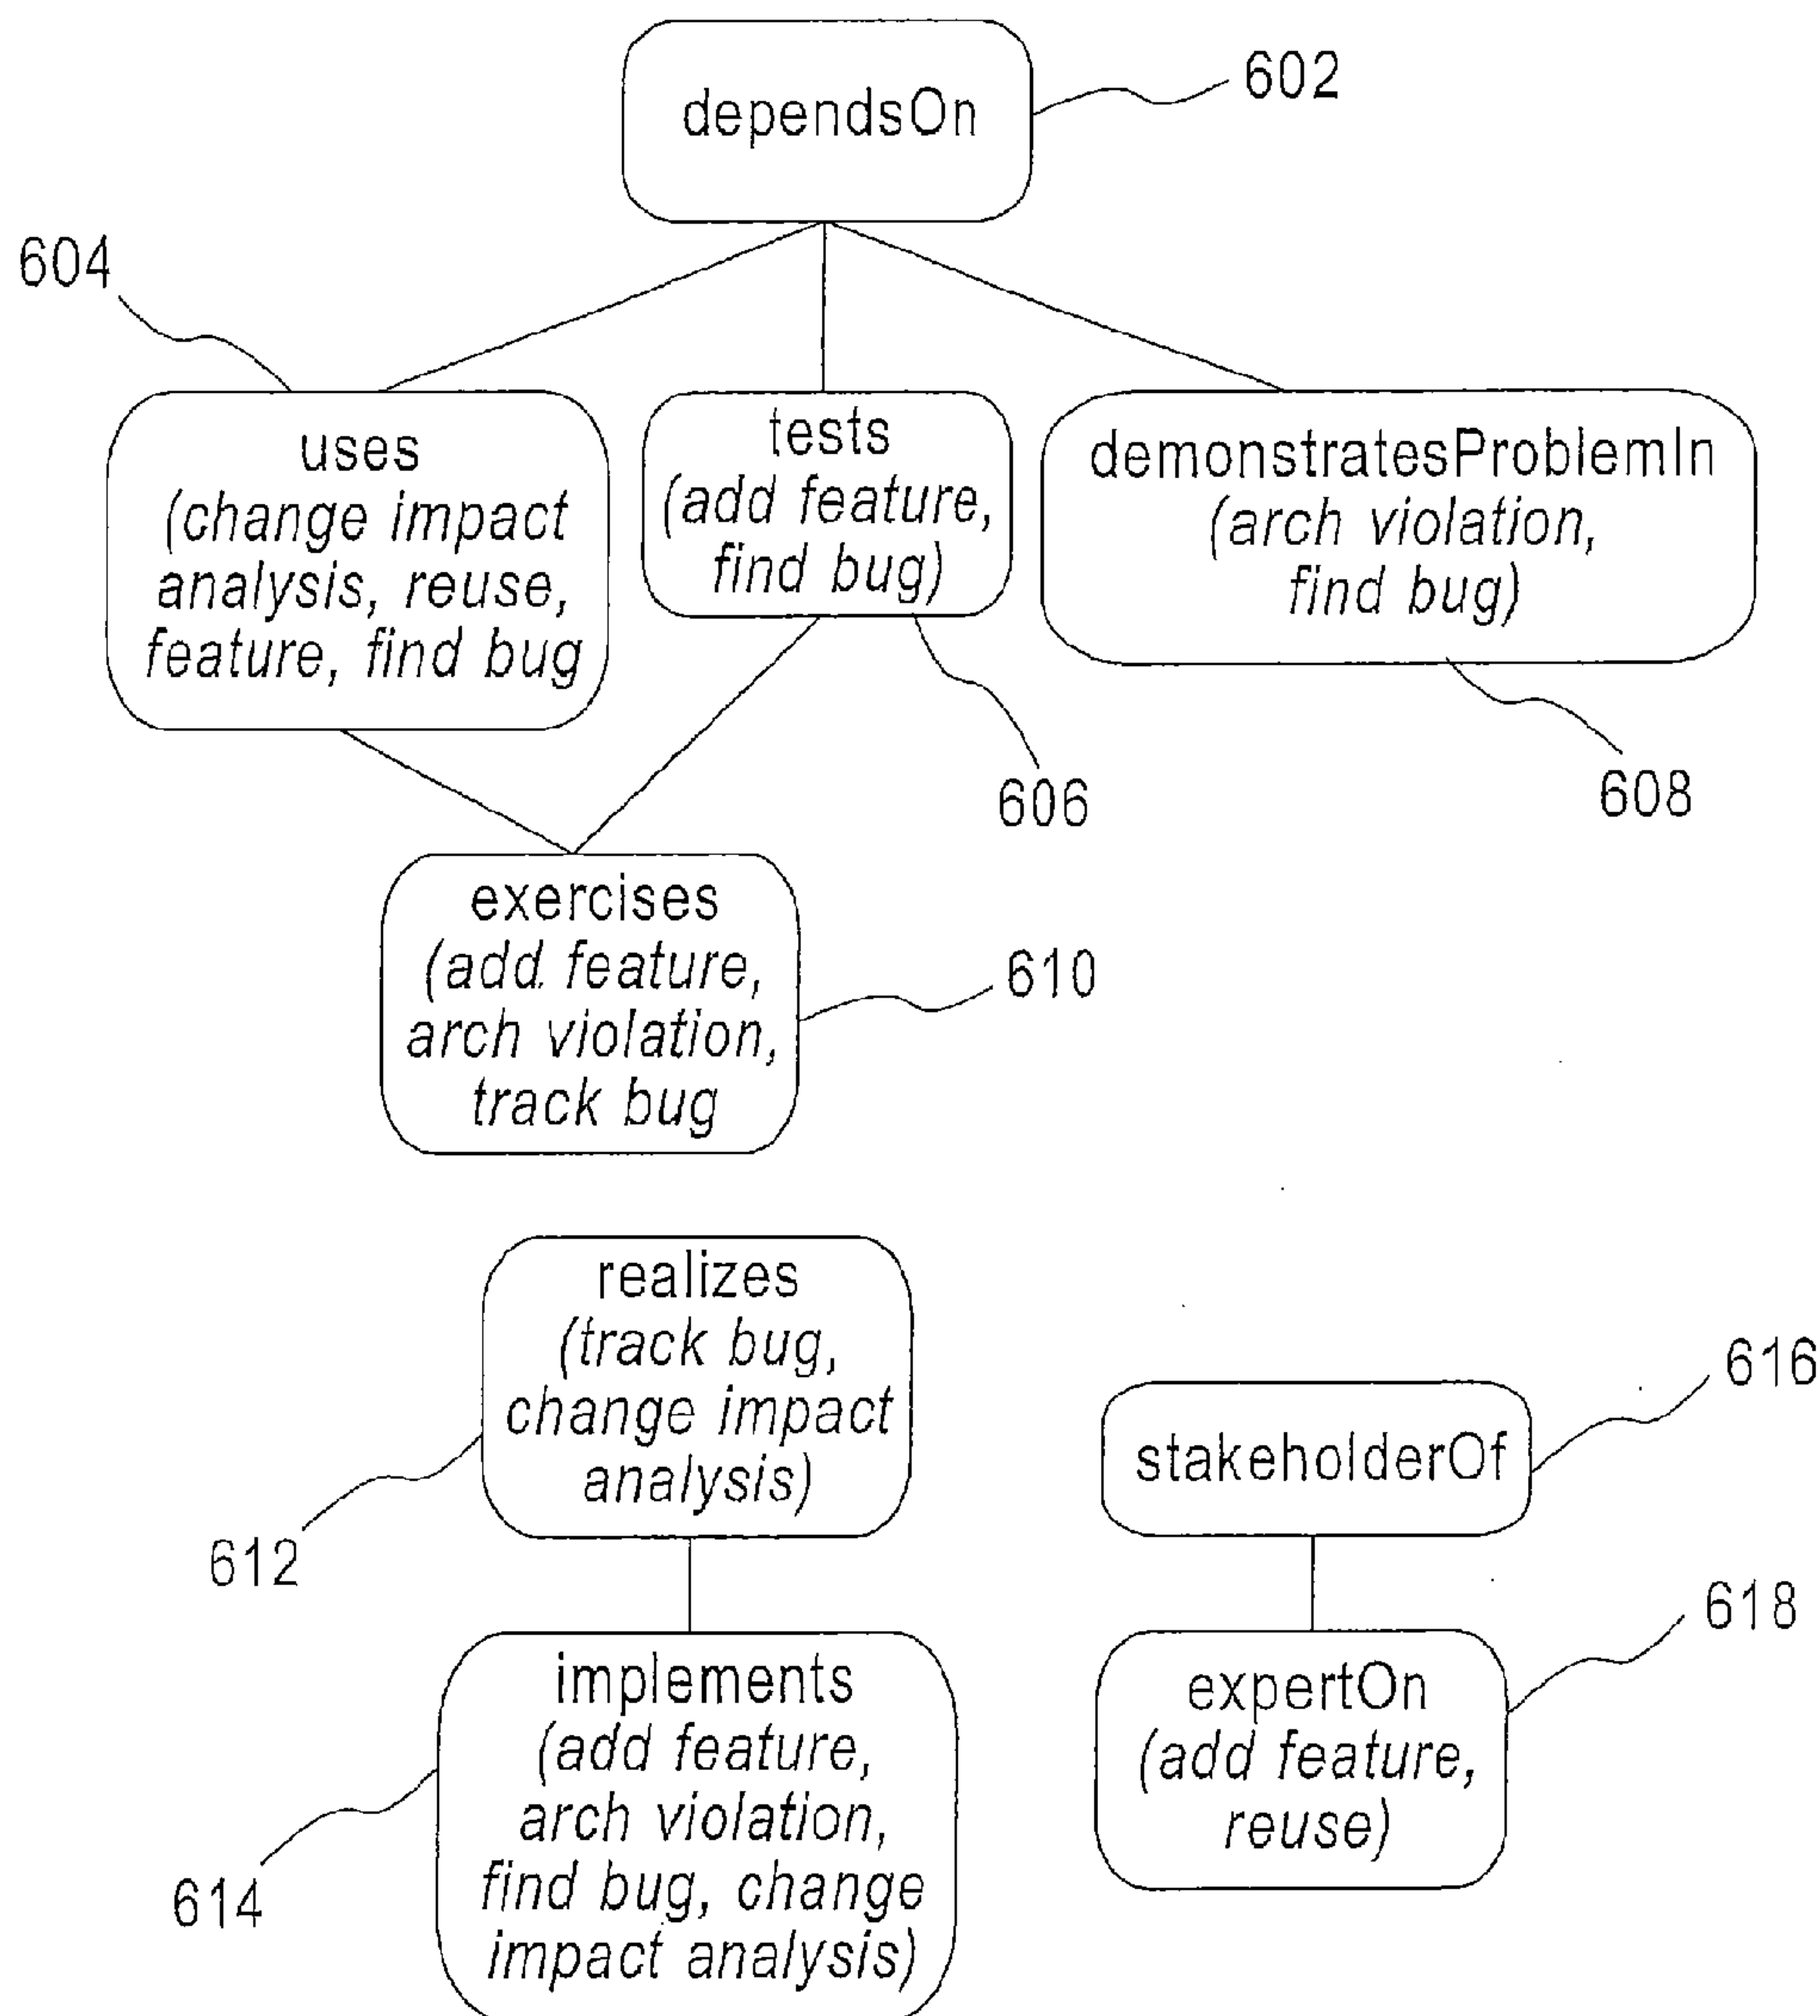 dependsOn
602
604
uses
(change impact
analysis, reuse,
feature, find bug
tests
(add feature,
find bug)
demonstratesProblemIn
(arch violation,
find bug)
606
608
exercises
(add feature,
arch violation,
track bug
610
realizes
(track bug,
change impact
analysis)
612
stakeholderOf
616
implements
(add feature,
arch violation,
find bug, change
impact analysis)
614
expertOn
(add feature,
reuse)
618